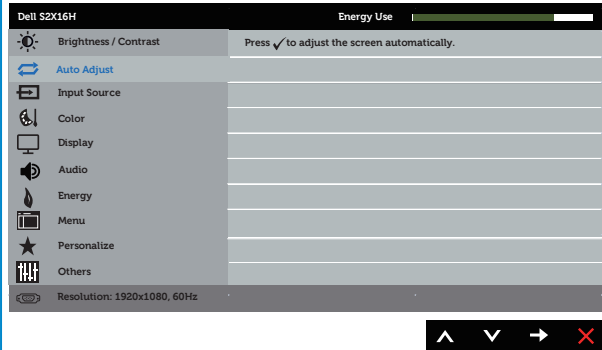 Dell S2X16H Energy Use
Brightness / Contrast Press ✓ to adjust the screen automatically.
Auto Adjust
Input Source
Color
Display
Audio
Energy
Menu
Personalize
Others
Resolution: 1920x1080, 60Hz